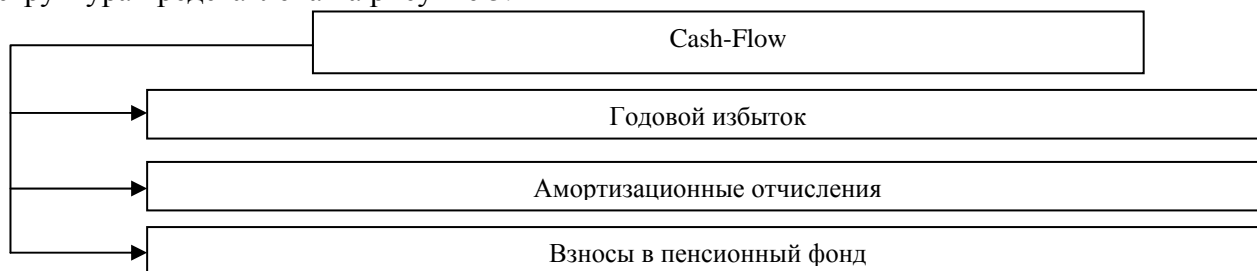 Cash-Flow
Годовой избыток
Амортизационные отчисления
Взносы в пенсионный фонд